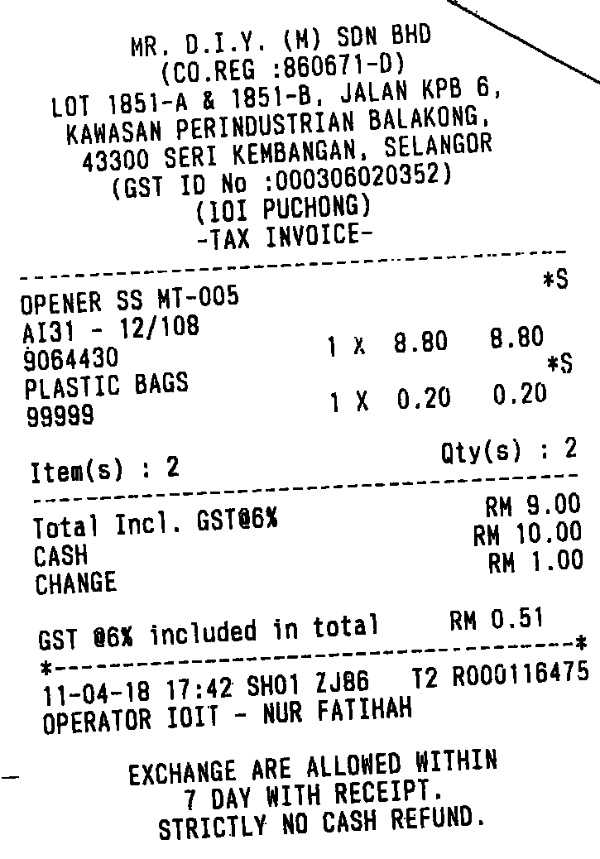 MR. D.I.Y. (M) SDN BHD
(CO.REG :860671-D)
LOT 1851-A & 1851-B, JALAN KPB 6,
KAWASAN PERINDUSTRIAN BALAKONG,
43300 SERI KEMBANGAN, SELANGOR
(GST ID No :000306020352)
(IOI PUCHONG)
-TAX INVOICE-
OPENER SS MT-005 *S
AI31 - 12/108
9064430 1 X 8.80 8.80
PLASTIC BAGS *S
99999 1 X 0.20 0.20
Item(s) : 2 Qty(s) : 2
Total Incl. GST@6% RM 9.00
CASH RM 10.00
CHANGE RM 1.00
GST @6% included in total RM 0.51
11-04-18 17:42 SH01 ZJ86 T2 R000116475
OPERATOR IOIT - NUR FATIHAH
EXCHANGE ARE ALLOWED WITHIN
7 DAY WITH RECEIPT.
STRICTLY NO CASH REFUND.